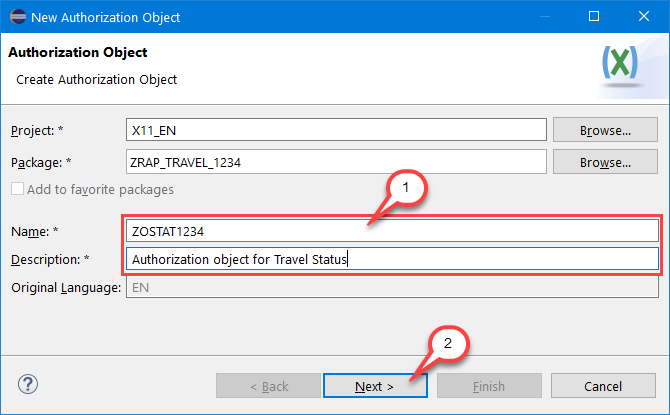 New Authorization Object
Authorization Object
Create Authorization Object
(X)
Project: * X11_EN Browse...
Package: * ZRAP_TRAVEL_1234 Browse...
Add to favorite packages
1
Name: * ZOSTAT1234
Description: * Authorization object for Travel Status
Original Language: EN
2
? < Back Next > Finish Cancel